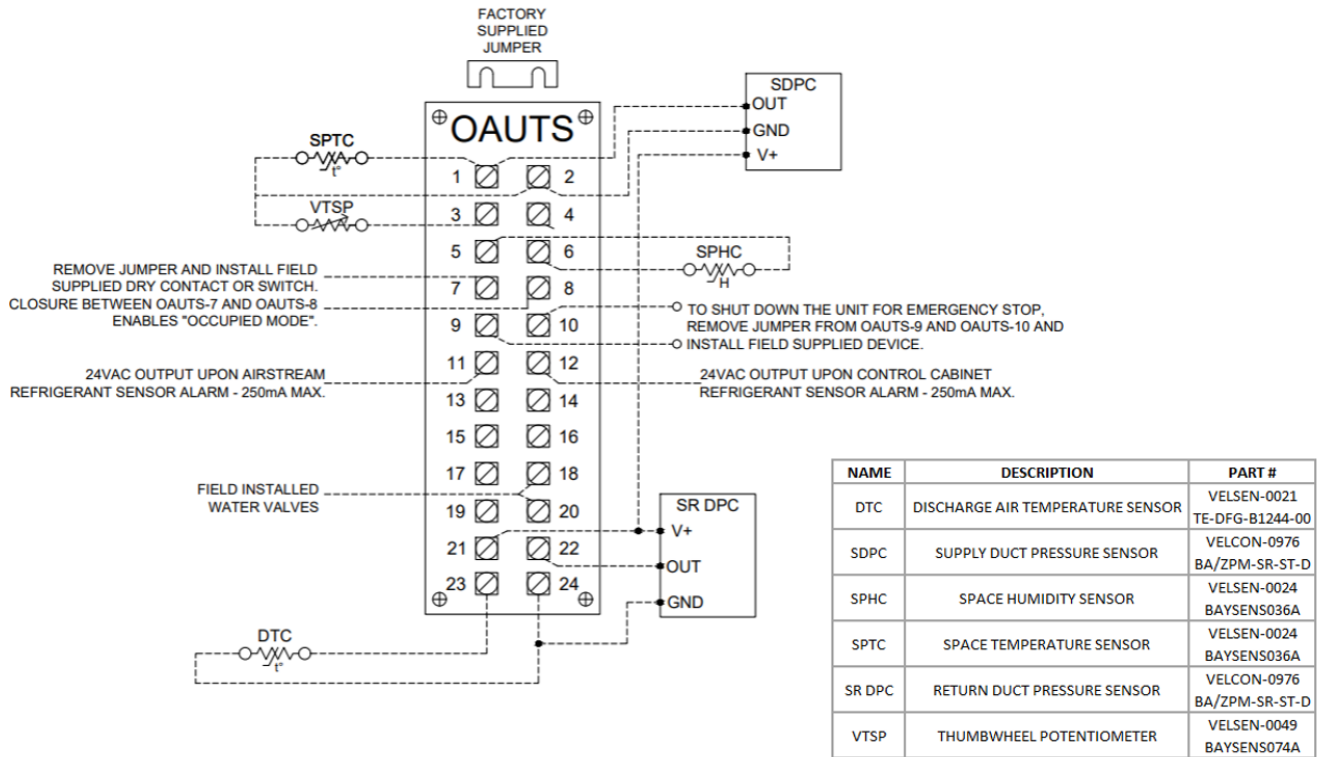 FACTORY
SUPPLIED
JUMPER
OAUTS
SDPC
OUT
GND
V+
SPTC
t°
VTSP
1 2
3 4
5 6
7 8
9 10
11 12
13 14
15 16
17 18
19 20
21 22
23 24
SPHC
H
REMOVE JUMPER AND INSTALL FIELD
SUPPLIED DRY CONTACT OR SWITCH.
CLOSURE BETWEEN OAUTS-7 AND OAUTS-8
ENABLES "OCCUPIED MODE".
TO SHUT DOWN THE UNIT FOR EMERGENCY STOP,
REMOVE JUMPER FROM OAUTS-9 AND OAUTS-10 AND
INSTALL FIELD SUPPLIED DEVICE.
24VAC OUTPUT UPON AIRSTREAM
REFRIGERANT SENSOR ALARM - 250mA MAX.
24VAC OUTPUT UPON CONTROL CABINET
REFRIGERANT SENSOR ALARM - 250mA MAX.
FIELD INSTALLED
WATER VALVES
SR DPC
V+
OUT
GND
DTC
t°
NAME DESCRIPTION PART #
DTC DISCHARGE AIR TEMPERATURE SENSOR VELSEN-0021
TE-DFG-B1244-00
SDPC SUPPLY DUCT PRESSURE SENSOR VELCON-0976
BA/ZPM-SR-ST-D
SPHC SPACE HUMIDITY SENSOR VELSEN-0024
BAYSENS036A
SPTC SPACE TEMPERATURE SENSOR VELSEN-0024
BAYSENS036A
SR DPC RETURN DUCT PRESSURE SENSOR VELCON-0976
BA/ZPM-SR-ST-D
VTSP THUMBWHEEL POTENTIOMETER VELSEN-0049
BAYSENS074A